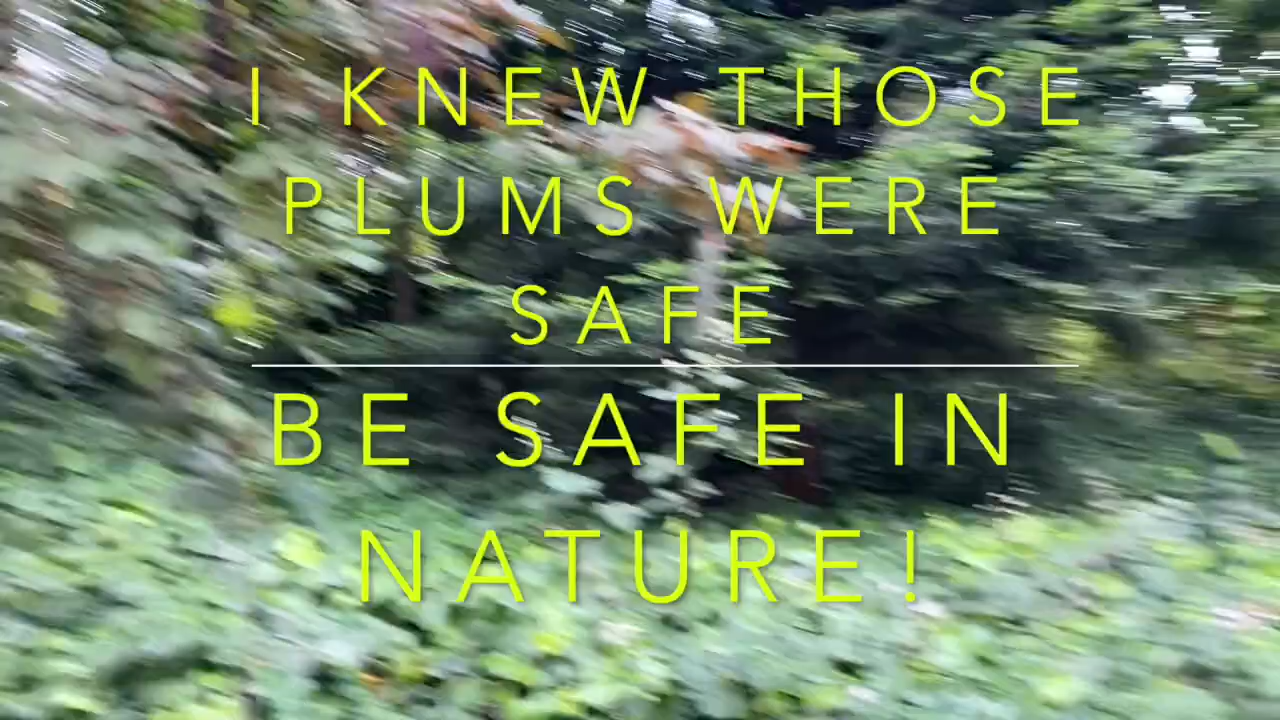 I KNEW THOSE
PLUMS WERE
SAFE
BE SAFE IN
NATURE!